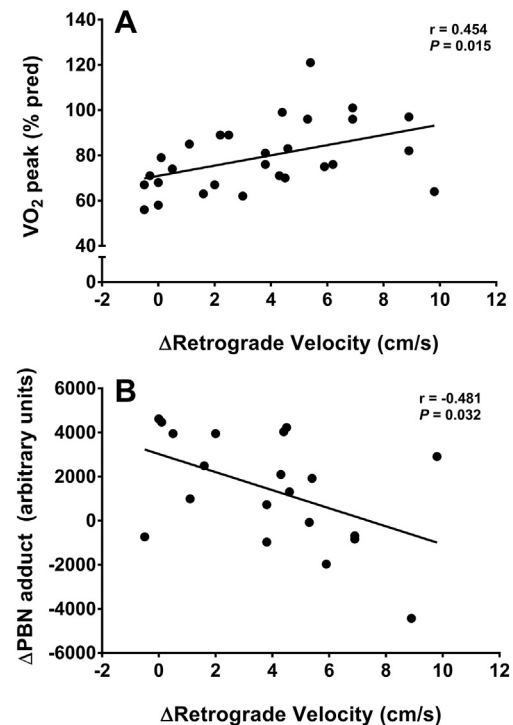 A
r = 0.454
P = 0.015
VO₂ peak (% pred)
140
120
100
80
60
40
0
-2 0 2 4 6 8 10 12
ΔRetrograde Velocity (cm/s)
B
r = -0.481
P = 0.032
ΔPBN adduct (arbitrary units)
6000
4000
2000
0
-2000
-4000
-6000
-2 0 2 4 6 8 10 12
ΔRetrograde Velocity (cm/s)